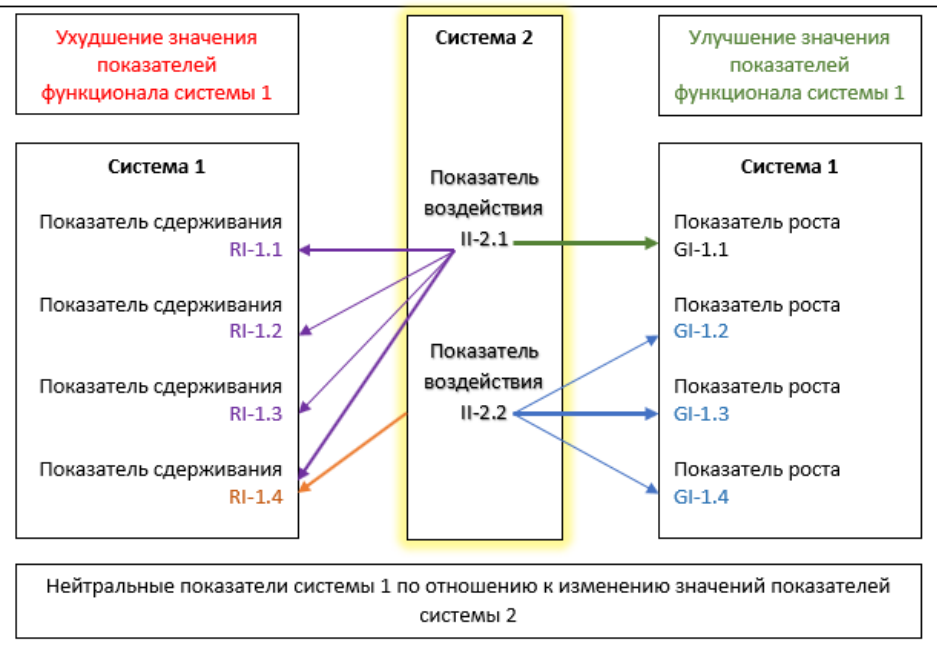 Ухудшение значения
показателей
функционала системы 1
Система 2
Улучшение значения
показателей
функционала системы 1
Система 1
Показатель сдерживания
RI-1.1
Показатель сдерживания
RI-1.2
Показатель сдерживания
RI-1.3
Показатель сдерживания
RI-1.4
Показатель
воздействия
II-2.1
Показатель
воздействия
II-2.2
Система 1
Показатель роста
GI-1.1
Показатель роста
GI-1.2
Показатель роста
GI-1.3
Показатель роста
GI-1.4
Нейтральные показатели системы 1 по отношению к изменению значений показателей
системы 2